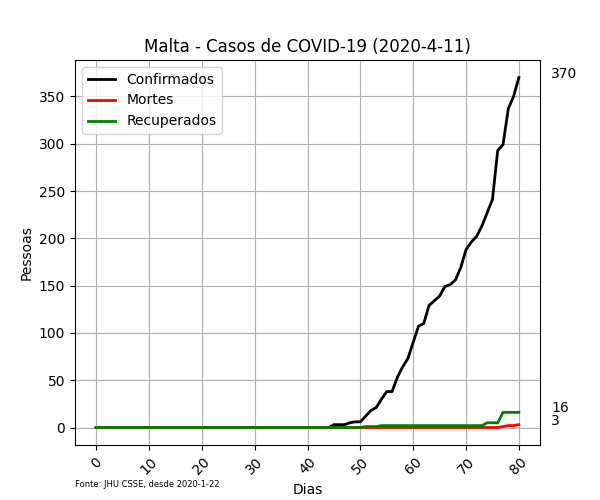 Malta - Casos de COVID-19 (2020-4-11)
Confirmados
Mortes
Recuperados
370
16
3
350
300
250
200
150
100
50
0
Pessoas
0 10 20 30 40 50 60 70 80
Dias
Fonte: JHU CSSE, desde 2020-1-22